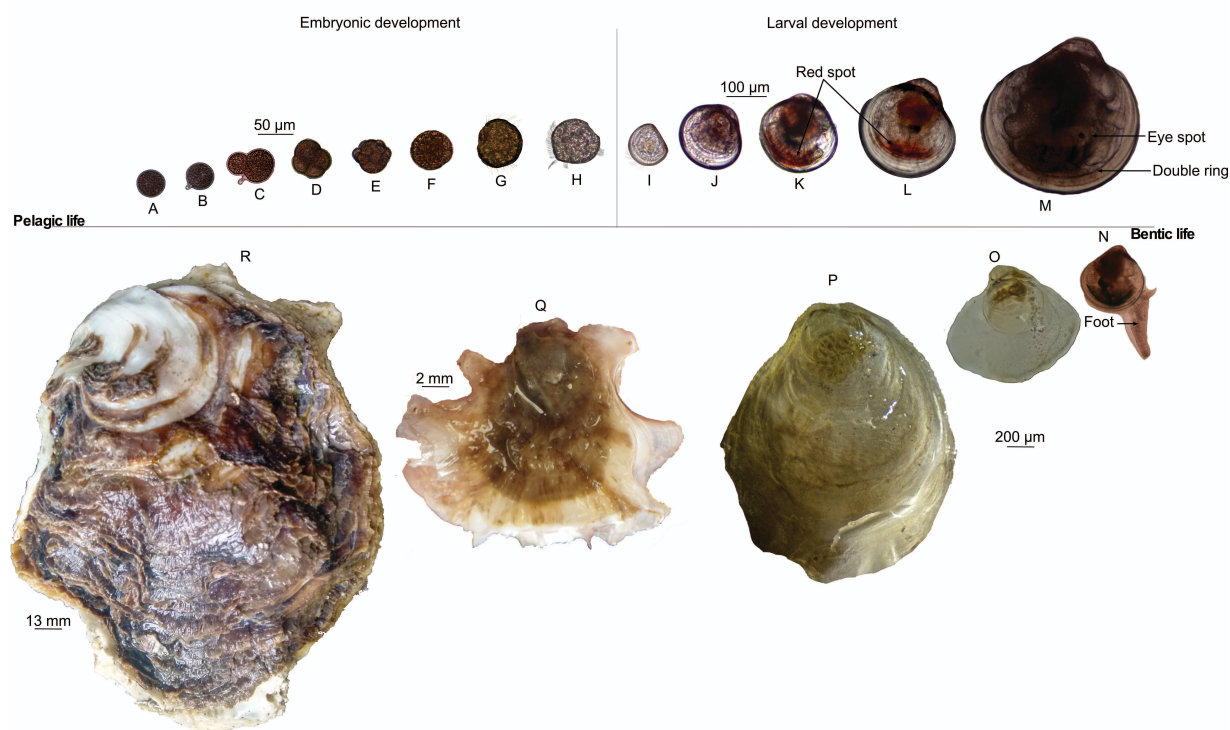 Embryonic development
Larval development
Red spot
100 µm
50 µm
Eye spot
Double ring
A
B
C
D
E
F
G
H
I
J
K
L
M
Pelagic life
Bentic life
N
O
P
Q
R
Foot
2 mm
200 µm
13 mm